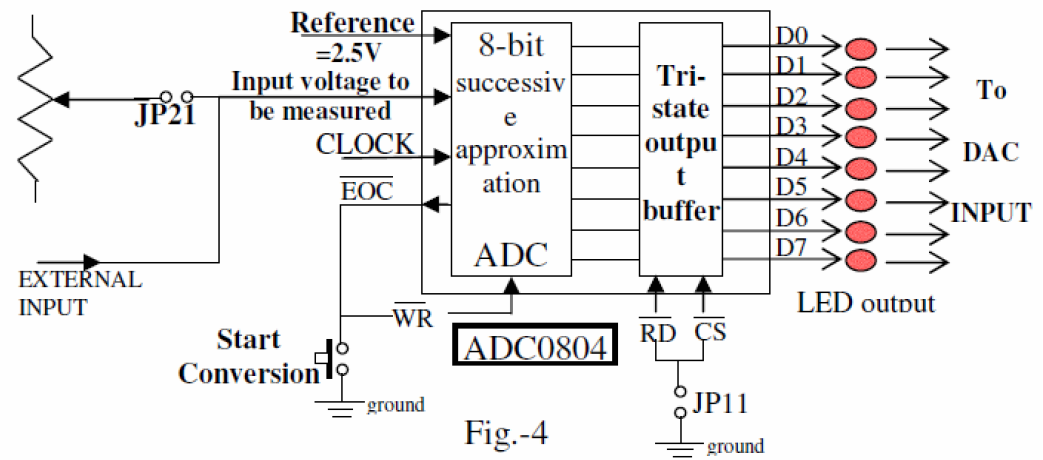 Reference
=2.5V
Input voltage to
be measured
JP21
CLOCK
EOC
EXTERNAL
INPUT
8-bit
successiv
e
approxim
ation
ADC
Tri-
state
outpu
t
buffer
D0
D1
D2
D3
D4
D5
D6
D7
To
DAC
INPUT
LED output
WR
RD
CS
ADC0804
Start
Conversion
ground
JP11
ground
Fig.-4